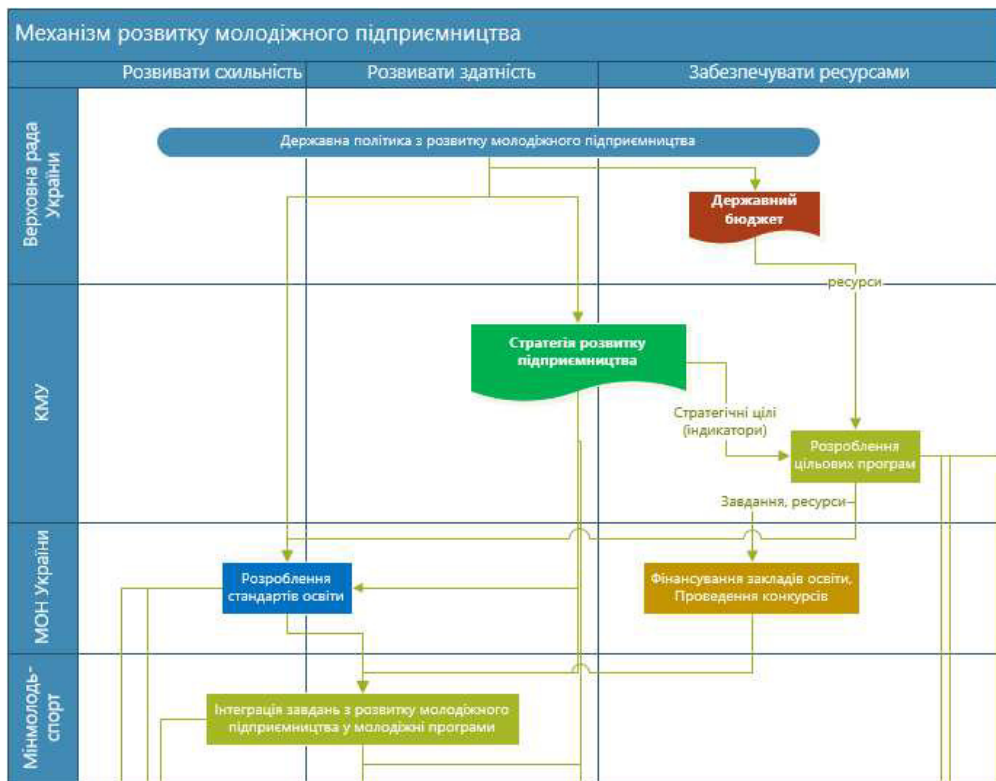 Механізм розвитку молодіжного підприємництва
Розвивати схильність
Розвивати здатність
Забезпечувати ресурсами
Верховна рада
України
Державна політика з розвитку молодіжного підприємництва
Державний
бюджет
ресурси
КМУ
Стратегія розвитку
підприємництва
Стратегічні цілі
(індикатори)
Розроблення
цільових програм
Завдання, ресурси
МОН України
Розроблення
стандартів освіти
Фінансування закладів освіти,
Проведення конкурсів
Мінмолодь-
спорт
Інтеграція завдань з розвитку молодіжного
підприємництва у молодіжні програми